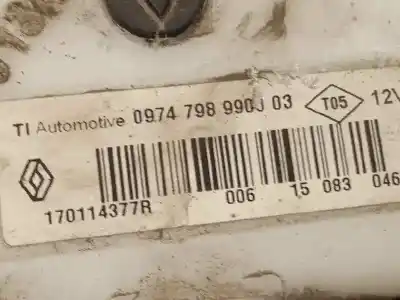 TI Automotive 0974 798 990J 03 T05 12V
170114377R 006 15 083 046